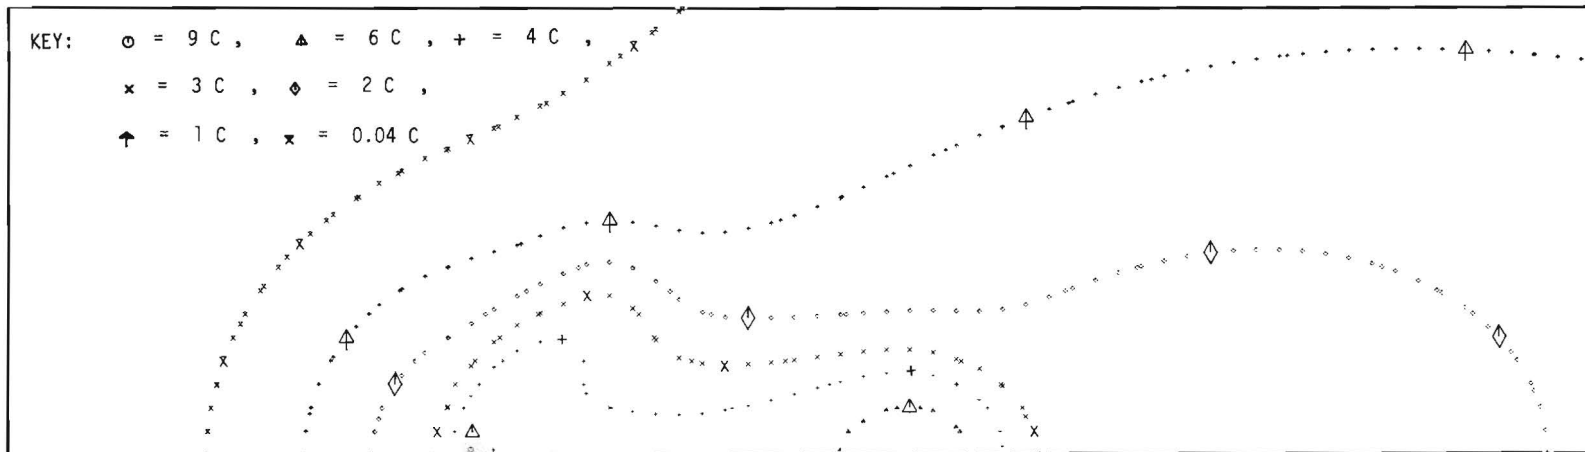 KEY: ⦶ = 9 C , ◬ = 6 C , + = 4 C ,
x = 3 C , ◊ = 2 C ,
↑ = 1 C , x = 0.04 C